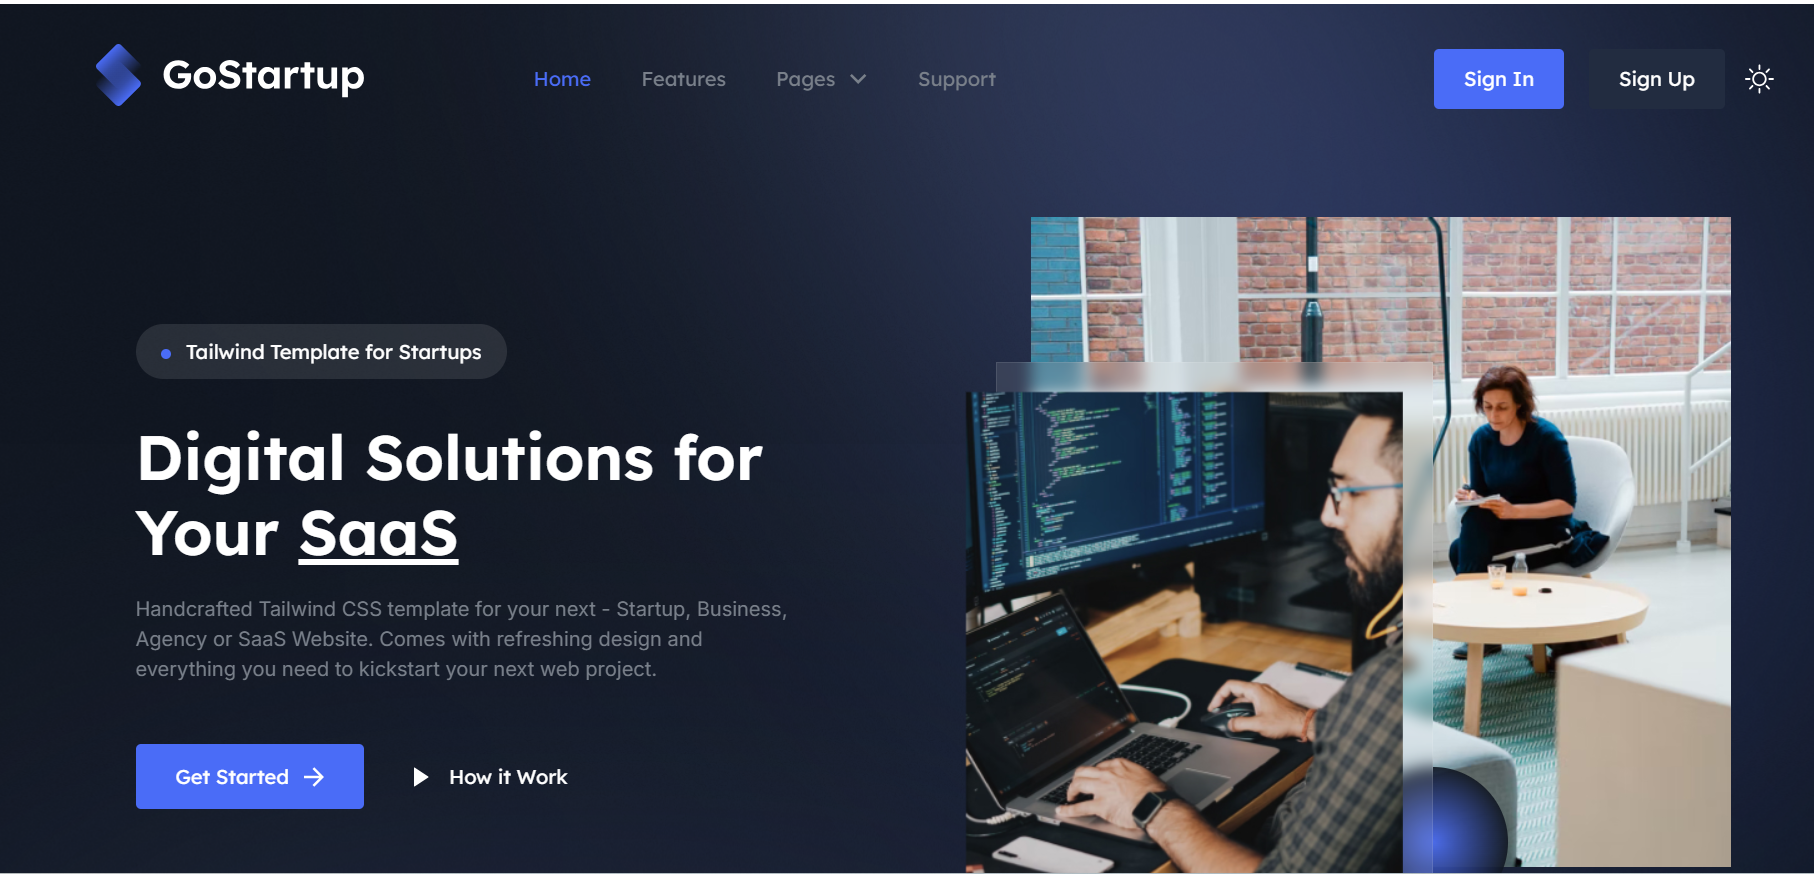 GoStartup
Home
Features
Pages
Support
Sign In
Sign Up
Tailwind Template for Startups
Digital Solutions for
Your SaaS
Handcrafted Tailwind CSS template for your next - Startup, Business,
Agency or SaaS Website. Comes with refreshing design and
everything you need to kickstart your next web project.
Get Started
How it Work